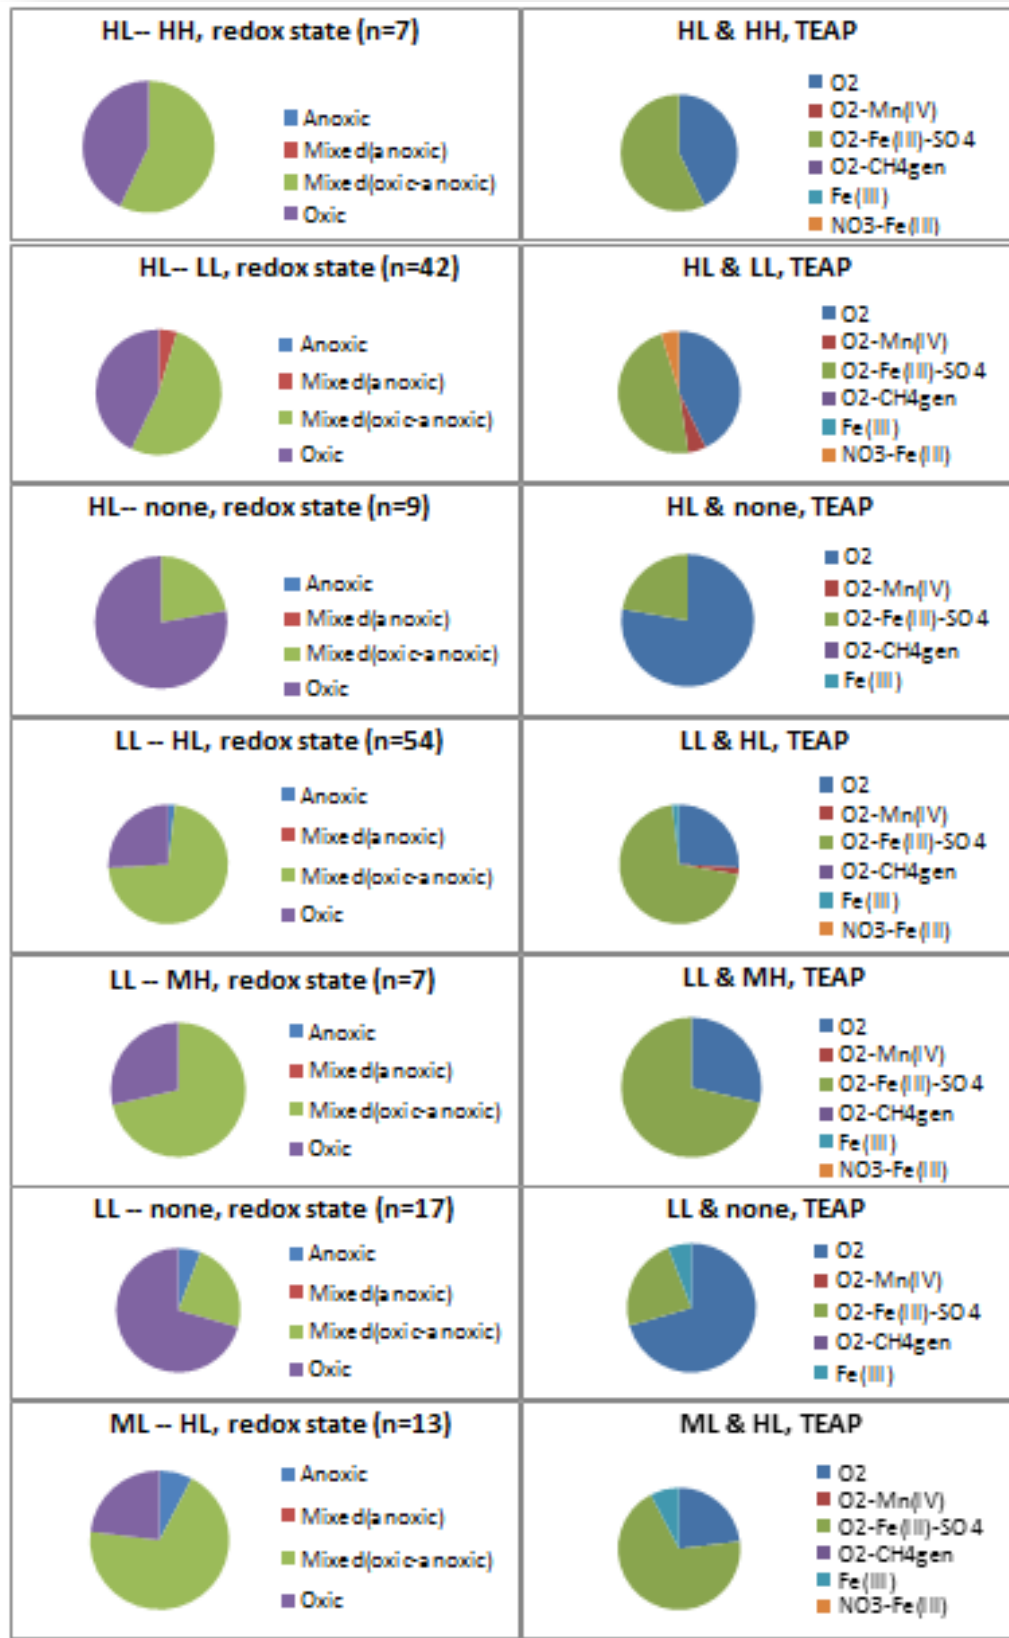 HL-- HH, redox state (n=7)
Anoxic
Mixed(anoxic)
Mixed(oxic-anoxic)
Oxic
HL & HH, TEAP
O2
O2-Mn(IV)
O2-Fe(III)-SO4
O2-CH4gen
Fe(III)
NO3-Fe(III)
HL-- LL, redox state (n=42)
Anoxic
Mixed(anoxic)
Mixed(oxic-anoxic)
Oxic
HL & LL, TEAP
O2
O2-Mn(IV)
O2-Fe(III)-SO4
O2-CH4gen
Fe(III)
NO3-Fe(III)
HL-- none, redox state (n=9)
Anoxic
Mixed(anoxic)
Mixed(oxic-anoxic)
Oxic
HL & none, TEAP
O2
O2-Mn(IV)
O2-Fe(III)-SO4
O2-CH4gen
Fe(III)
LL -- HL, redox state (n=54)
Anoxic
Mixed(anoxic)
Mixed(oxic-anoxic)
Oxic
LL & HL, TEAP
O2
O2-Mn(IV)
O2-Fe(III)-SO4
O2-CH4gen
Fe(III)
NO3-Fe(III)
LL -- MH, redox state (n=7)
Anoxic
Mixed(anoxic)
Mixed(oxic-anoxic)
Oxic
LL & MH, TEAP
O2
O2-Mn(IV)
O2-Fe(III)-SO4
O2-CH4gen
Fe(III)
NO3-Fe(III)
LL -- none, redox state (n=17)
Anoxic
Mixed(anoxic)
Mixed(oxic-anoxic)
Oxic
LL & none, TEAP
O2
O2-Mn(IV)
O2-Fe(III)-SO4
O2-CH4gen
Fe(III)
ML -- HL, redox state (n=13)
Anoxic
Mixed(anoxic)
Mixed(oxic-anoxic)
Oxic
ML & HL, TEAP
O2
O2-Mn(IV)
O2-Fe(III)-SO4
O2-CH4gen
Fe(III)
NO3-Fe(III)